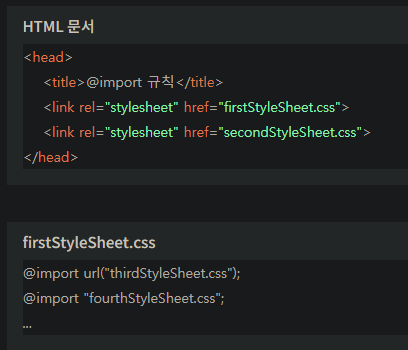 HTML 문서
<head>
<title>@import 규칙</title>
<link rel="stylesheet" href="firstStyleSheet.css">
<link rel="stylesheet" href="secondStyleSheet.css">
</head>
firstStyleSheet.css
@import url("thirdStyleSheet.css");
@import "fourthStyleSheet.css";
...